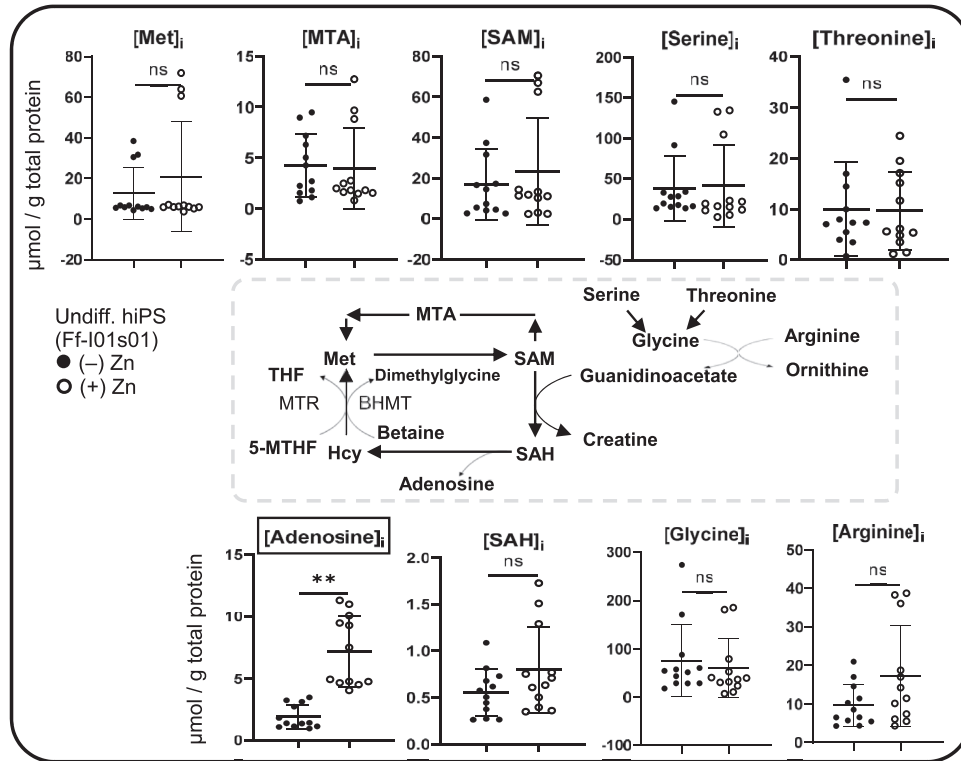 [Met]i [MTA]i [SAM]i [Serine]i [Threonine]i
μmol / g total protein
80
60
40
20
0
-20
ns
15
10
5
0
ns
80
60
40
20
0
-20
ns
200
150
100
50
0
-50
ns
40
30
20
10
0
ns
Undiff. hiPS
(Ff-I01s01)
(–) Zn
(+) Zn
Serine Threonine
MTA
Glycine Arginine
Met SAM
Ornithine
THF Dimethylglycine Guanidinoacetate
MTR BHMT
Betaine Creatine
5-MTHF Hcy SAH
Adenosine
[Adenosine]i [SAH]i [Glycine]i [Arginine]i
μmol / g total protein
15
10
5
0
**
2.0
1.5
1.0
0.5
0.0
ns
300
200
100
0
-100
ns
50
40
30
20
10
0
ns